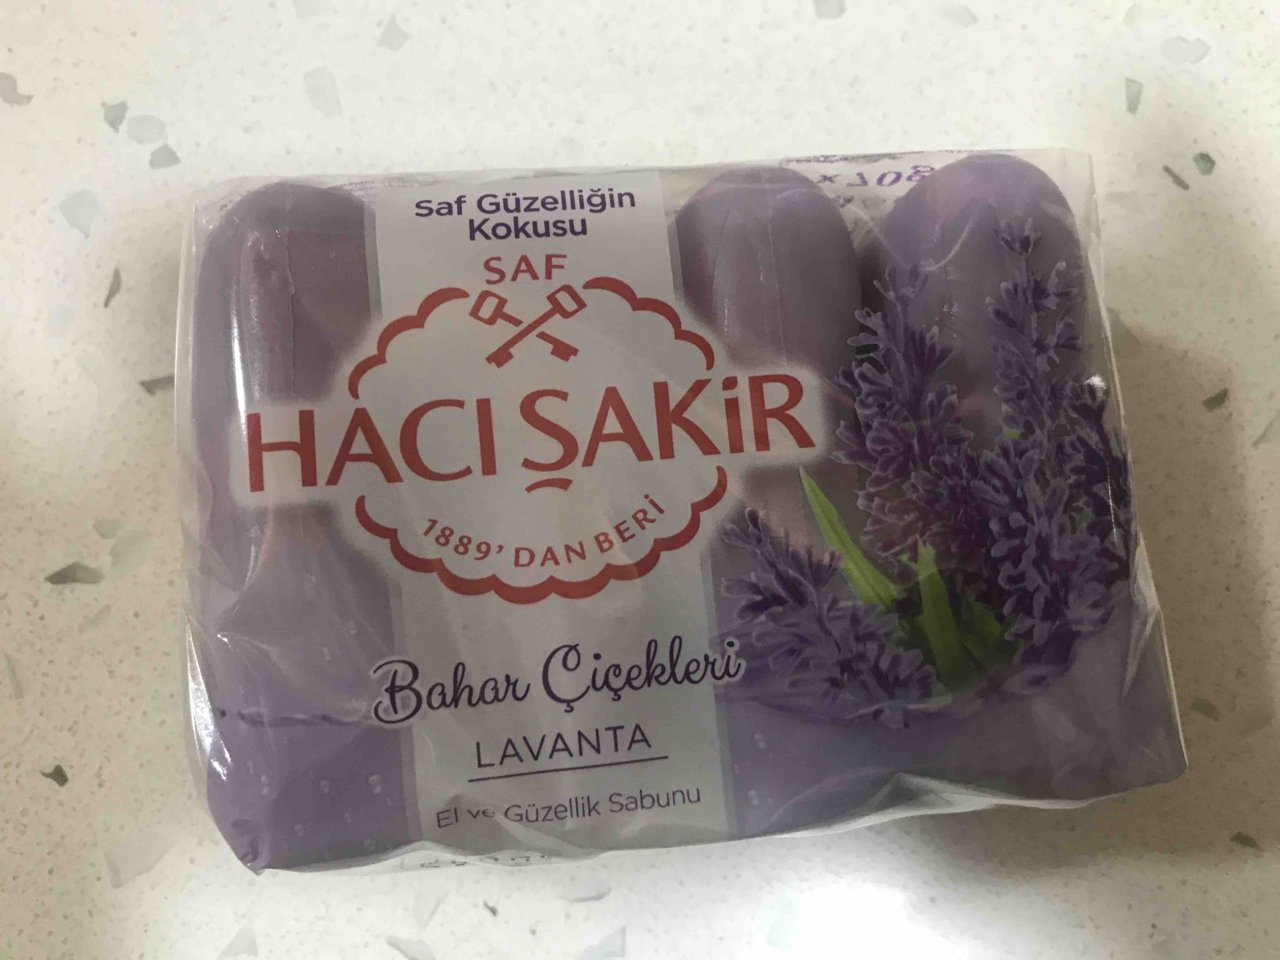 Saf Güzelliğin
Kokusu
SAF
HACI ŞAKİR
1889'DAN BERİ
Bahar Çiçekleri
LAVANTA
El ve Güzellik Sabunu